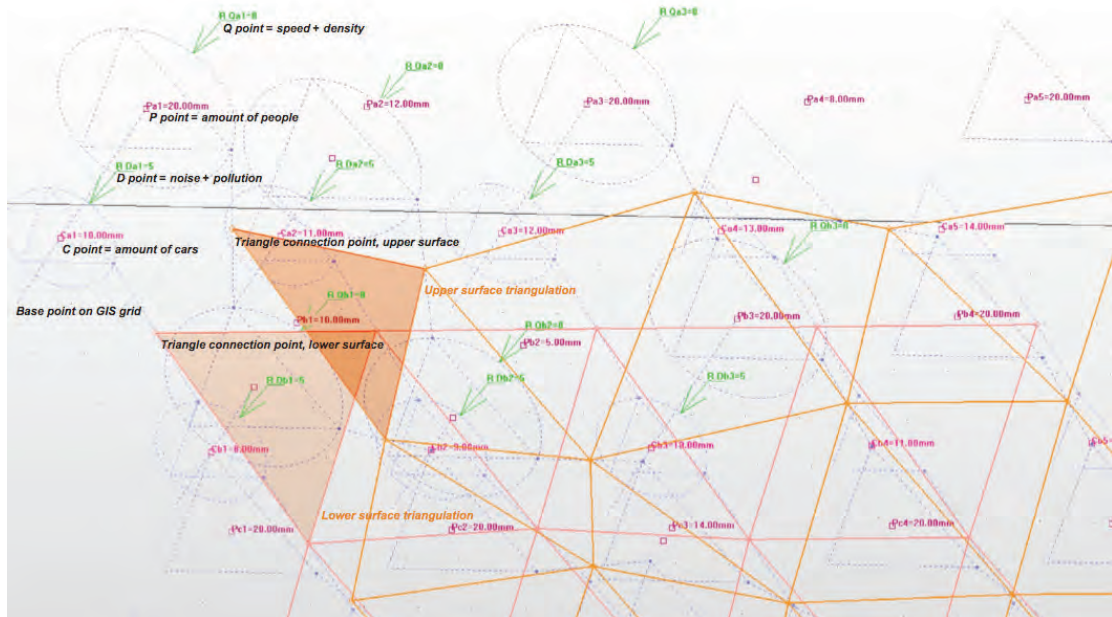 R Qa1=8
Q point = speed + density
R Qa3=8
R Qa2=8
Pa1=20.00mm
Pa2=12.00mm
Pa3=20.00mm
Pa4=8.00mm
Pa5=20.00mm
P point = amount of people
R Da1=5
R Da2=5
R Da3=5
D point = noise + pollution
Ca1=10.00mm
Ca2=11.00mm
Ca3=12.00mm
Ca4=13.00mm
Ca5=14.00mm
R Qb3=8
C point = amount of cars
Triangle connection point, upper surface
Upper surface triangulation
Base point on GIS grid
R Qb1=8
Pb1=10.00mm
Pb3=20.00mm
Pb4=20.00mm
R Qb2=8
Triangle connection point, lower surface
Pb2=5.00mm
R Db1=5
R Db2=5
R Db3=5
Cb1=8.00mm
Cb2=9.00mm
Cb3=10.00mm
Cb4=11.00mm
Lower surface triangulation
Pc1=20.00mm
Pc2=20.00mm
Pc3=14.00mm
Pc4=20.00mm